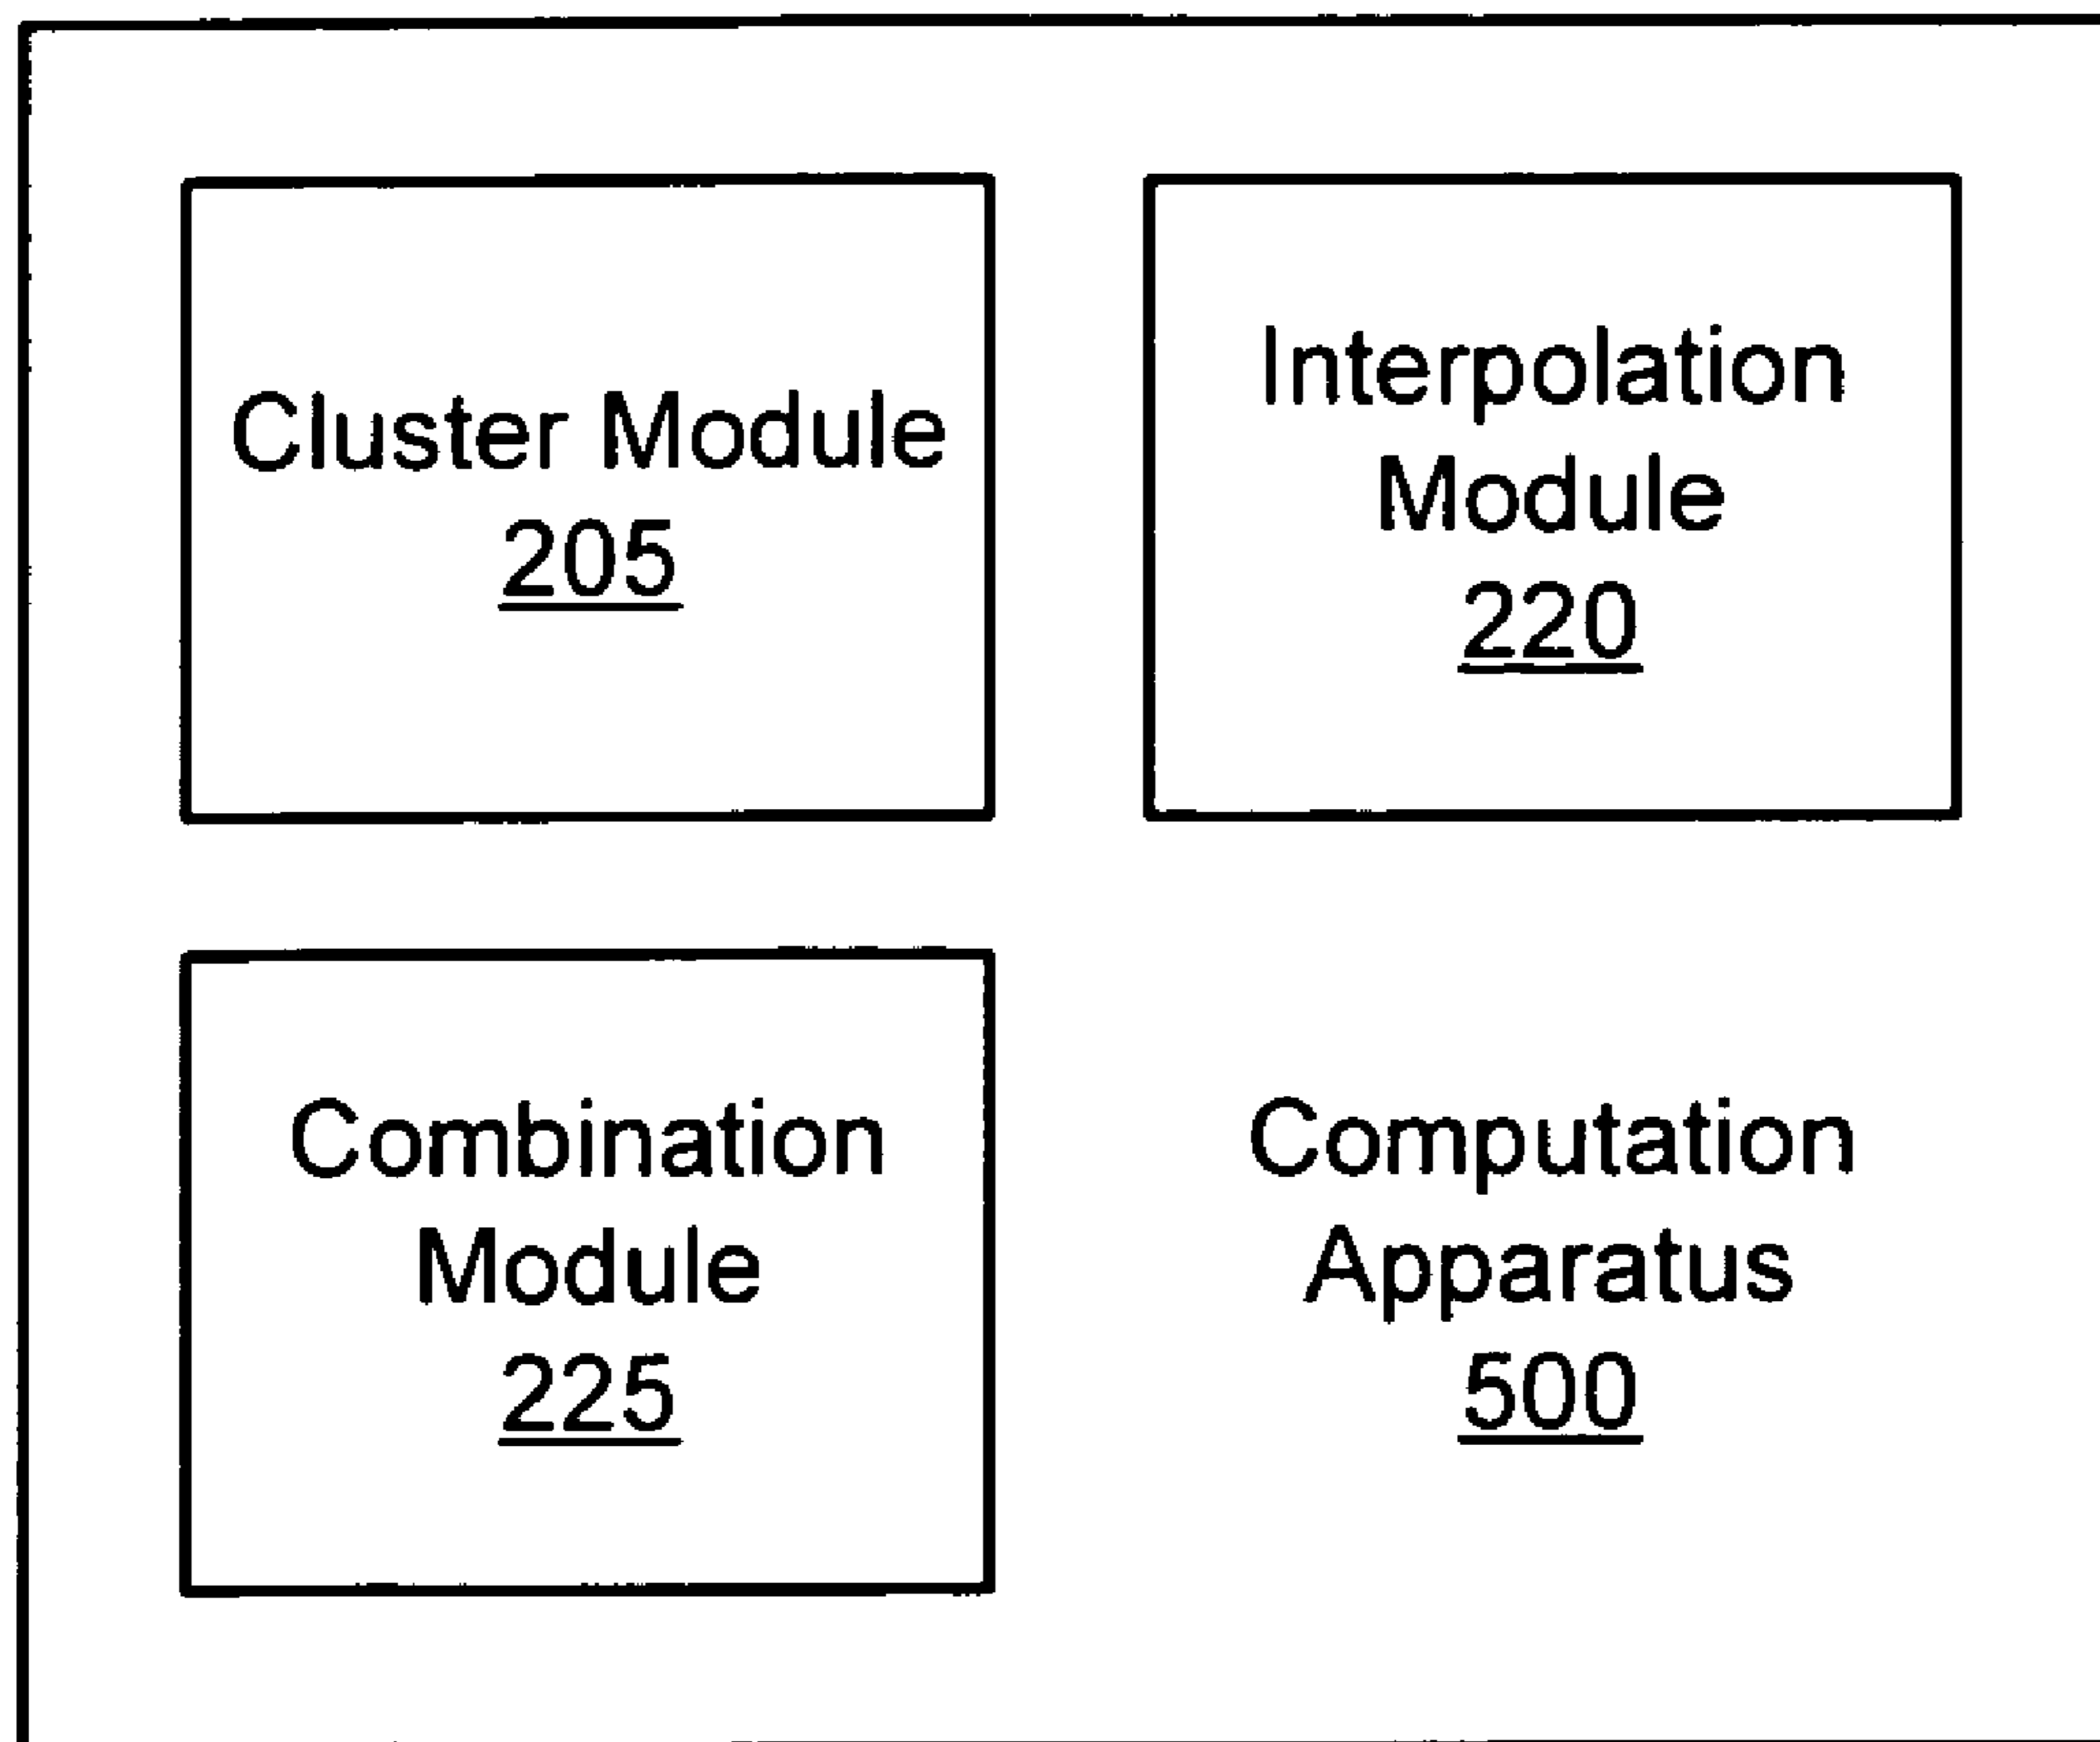 Cluster Module
205
Interpolation
Module
220
Combination
Module
225
Computation
Apparatus
500